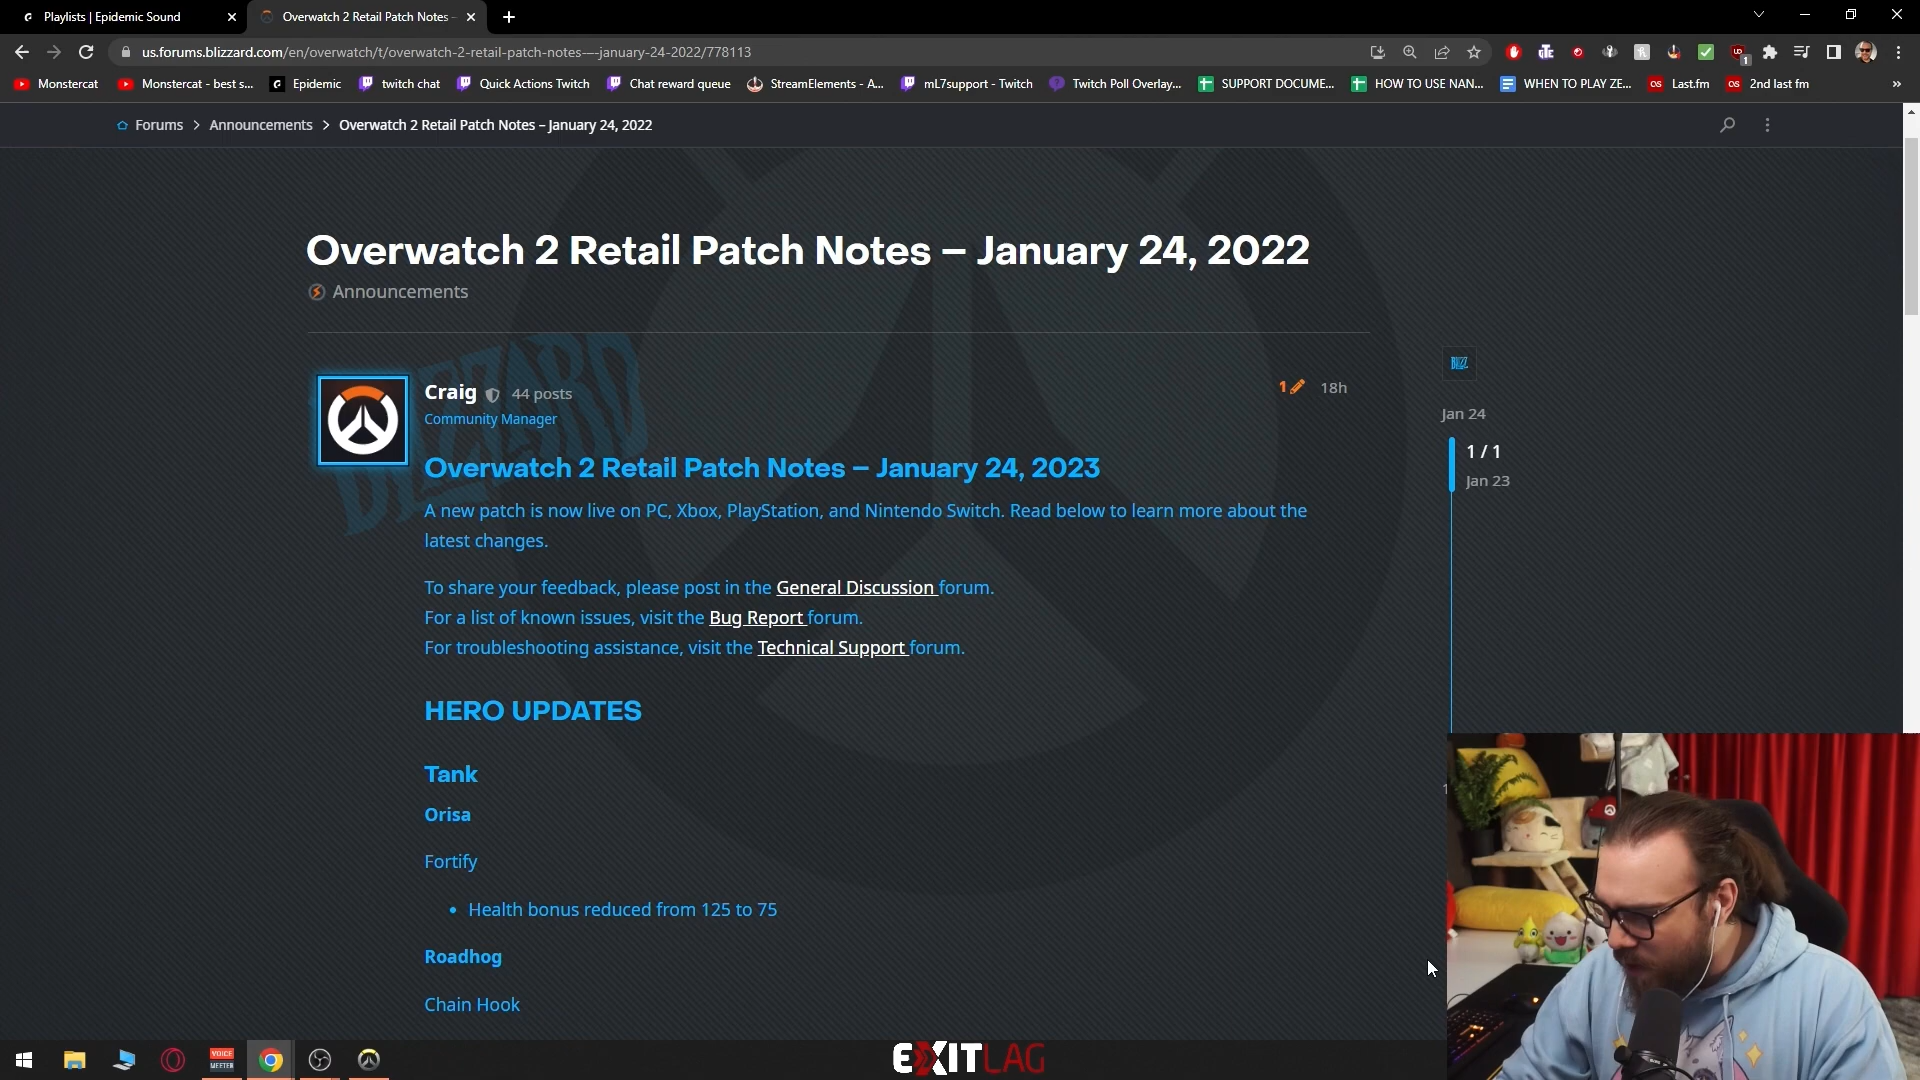 Playlists | Epidemic Sound
Overwatch 2 Retail Patch Notes –
us.forums.blizzard.com/en/overwatch/t/overwatch-2-retail-patch-notes—-january-24-2022/778113
Monstercat
Monstercat - best s...
Epidemic
twitch chat
Quick Actions Twitch
Chat reward queue
StreamElements - A...
mL7support - Twitch
Twitch Poll Overlay...
SUPPORT DOCUME...
HOW TO USE NAN...
WHEN TO PLAY ZE...
Last.fm
2nd last fm
Forums > Announcements > Overwatch 2 Retail Patch Notes – January 24, 2022
Overwatch 2 Retail Patch Notes – January 24, 2022
Announcements
BLIZZARD
BLIZZ
Craig 44 posts
1 18h
Community Manager
Jan 24
1 / 1
Jan 23
Overwatch 2 Retail Patch Notes – January 24, 2023
A new patch is now live on PC, Xbox, PlayStation, and Nintendo Switch. Read below to learn more about the
latest changes.
To share your feedback, please post in the General Discussion forum.
For a list of known issues, visit the Bug Report forum.
For troubleshooting assistance, visit the Technical Support forum.
HERO UPDATES
Tank
Orisa
Fortify
• Health bonus reduced from 125 to 75
Roadhog
Chain Hook
VOICE
MEETER
EXITLAG